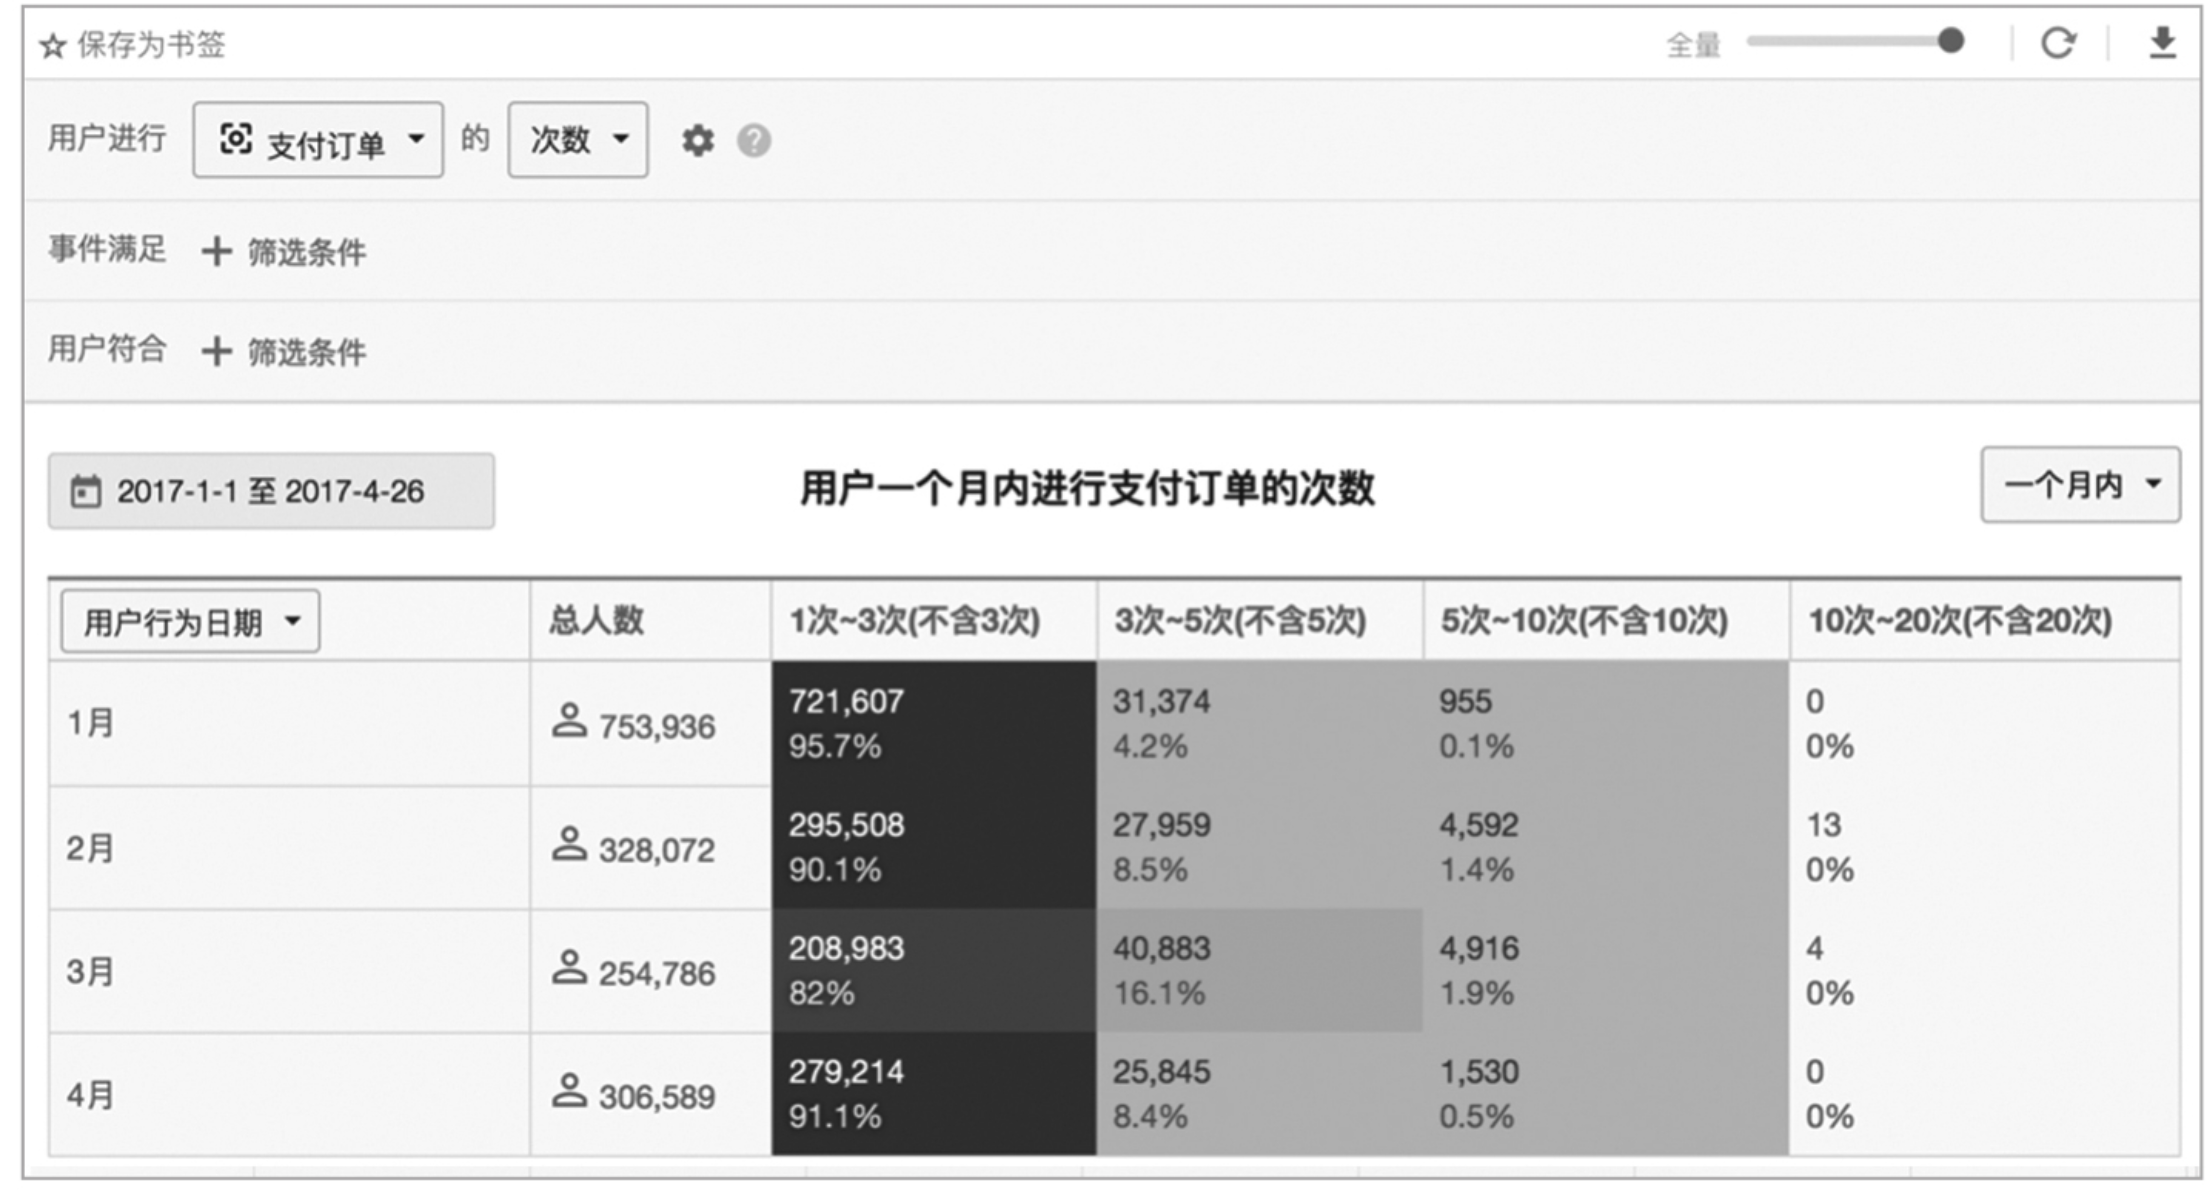 保存为书签 全量
用户进行 支付订单 的 次数 ?
事件满足 + 筛选条件
用户符合 + 筛选条件
2017-1-1 至 2017-4-26 用户一个月内进行支付订单的次数 一个月内
用户行为日期 总人数 1次~3次(不含3次) 3次~5次(不含5次) 5次~10次(不含10次) 10次~20次(不含20次)
1月 753,936 721,607 31,374 955 0
95.7% 4.2% 0.1% 0%
2月 328,072 295,508 27,959 4,592 13
90.1% 8.5% 1.4% 0%
3月 254,786 208,983 40,883 4,916 4
82% 16.1% 1.9% 0%
4月 306,589 279,214 25,845 1,530 0
91.1% 8.4% 0.5% 0%